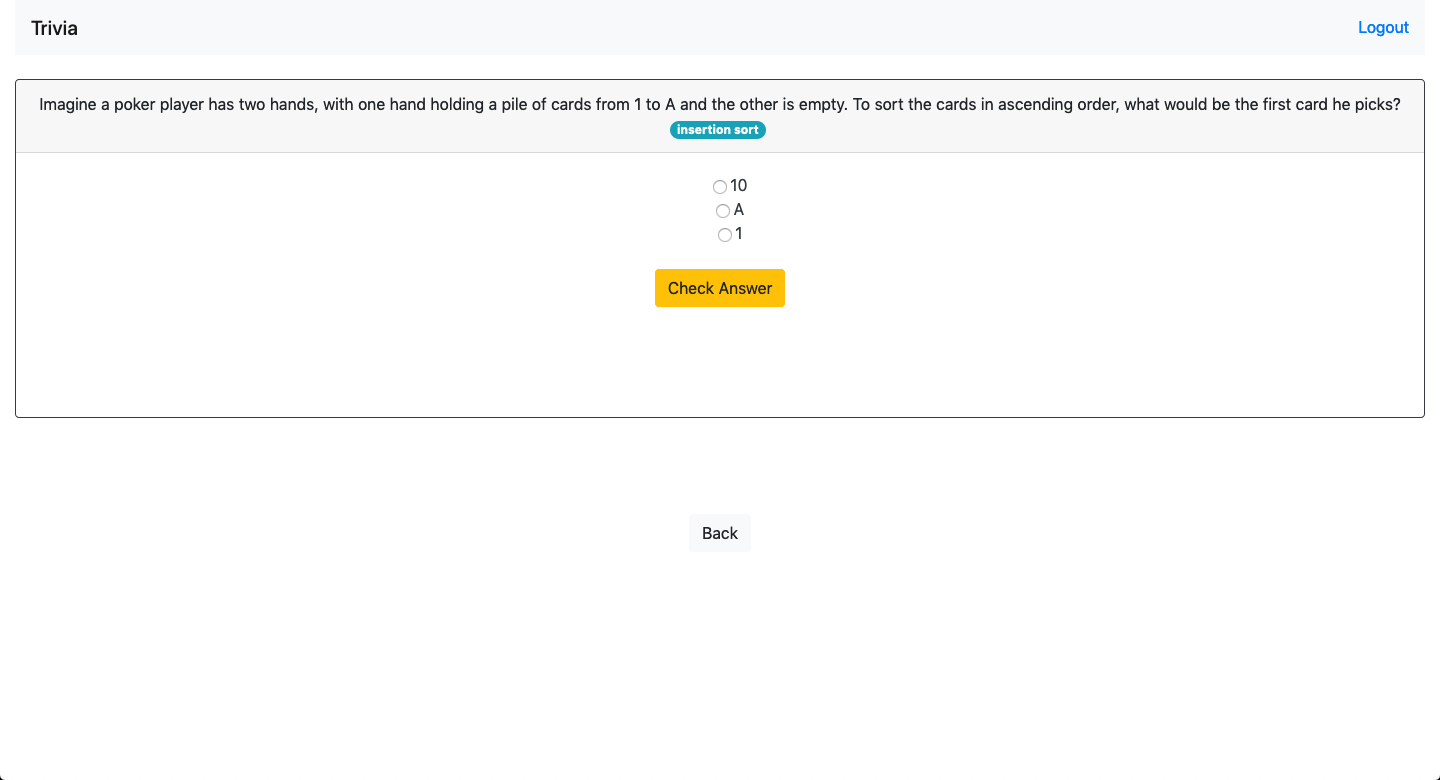 Trivia
Logout
Imagine a poker player has two hands, with one hand holding a pile of cards from 1 to A and the other is empty. To sort the cards in ascending order, what would be the first card he picks?
insertion sort
10
A
1
Check Answer
Back